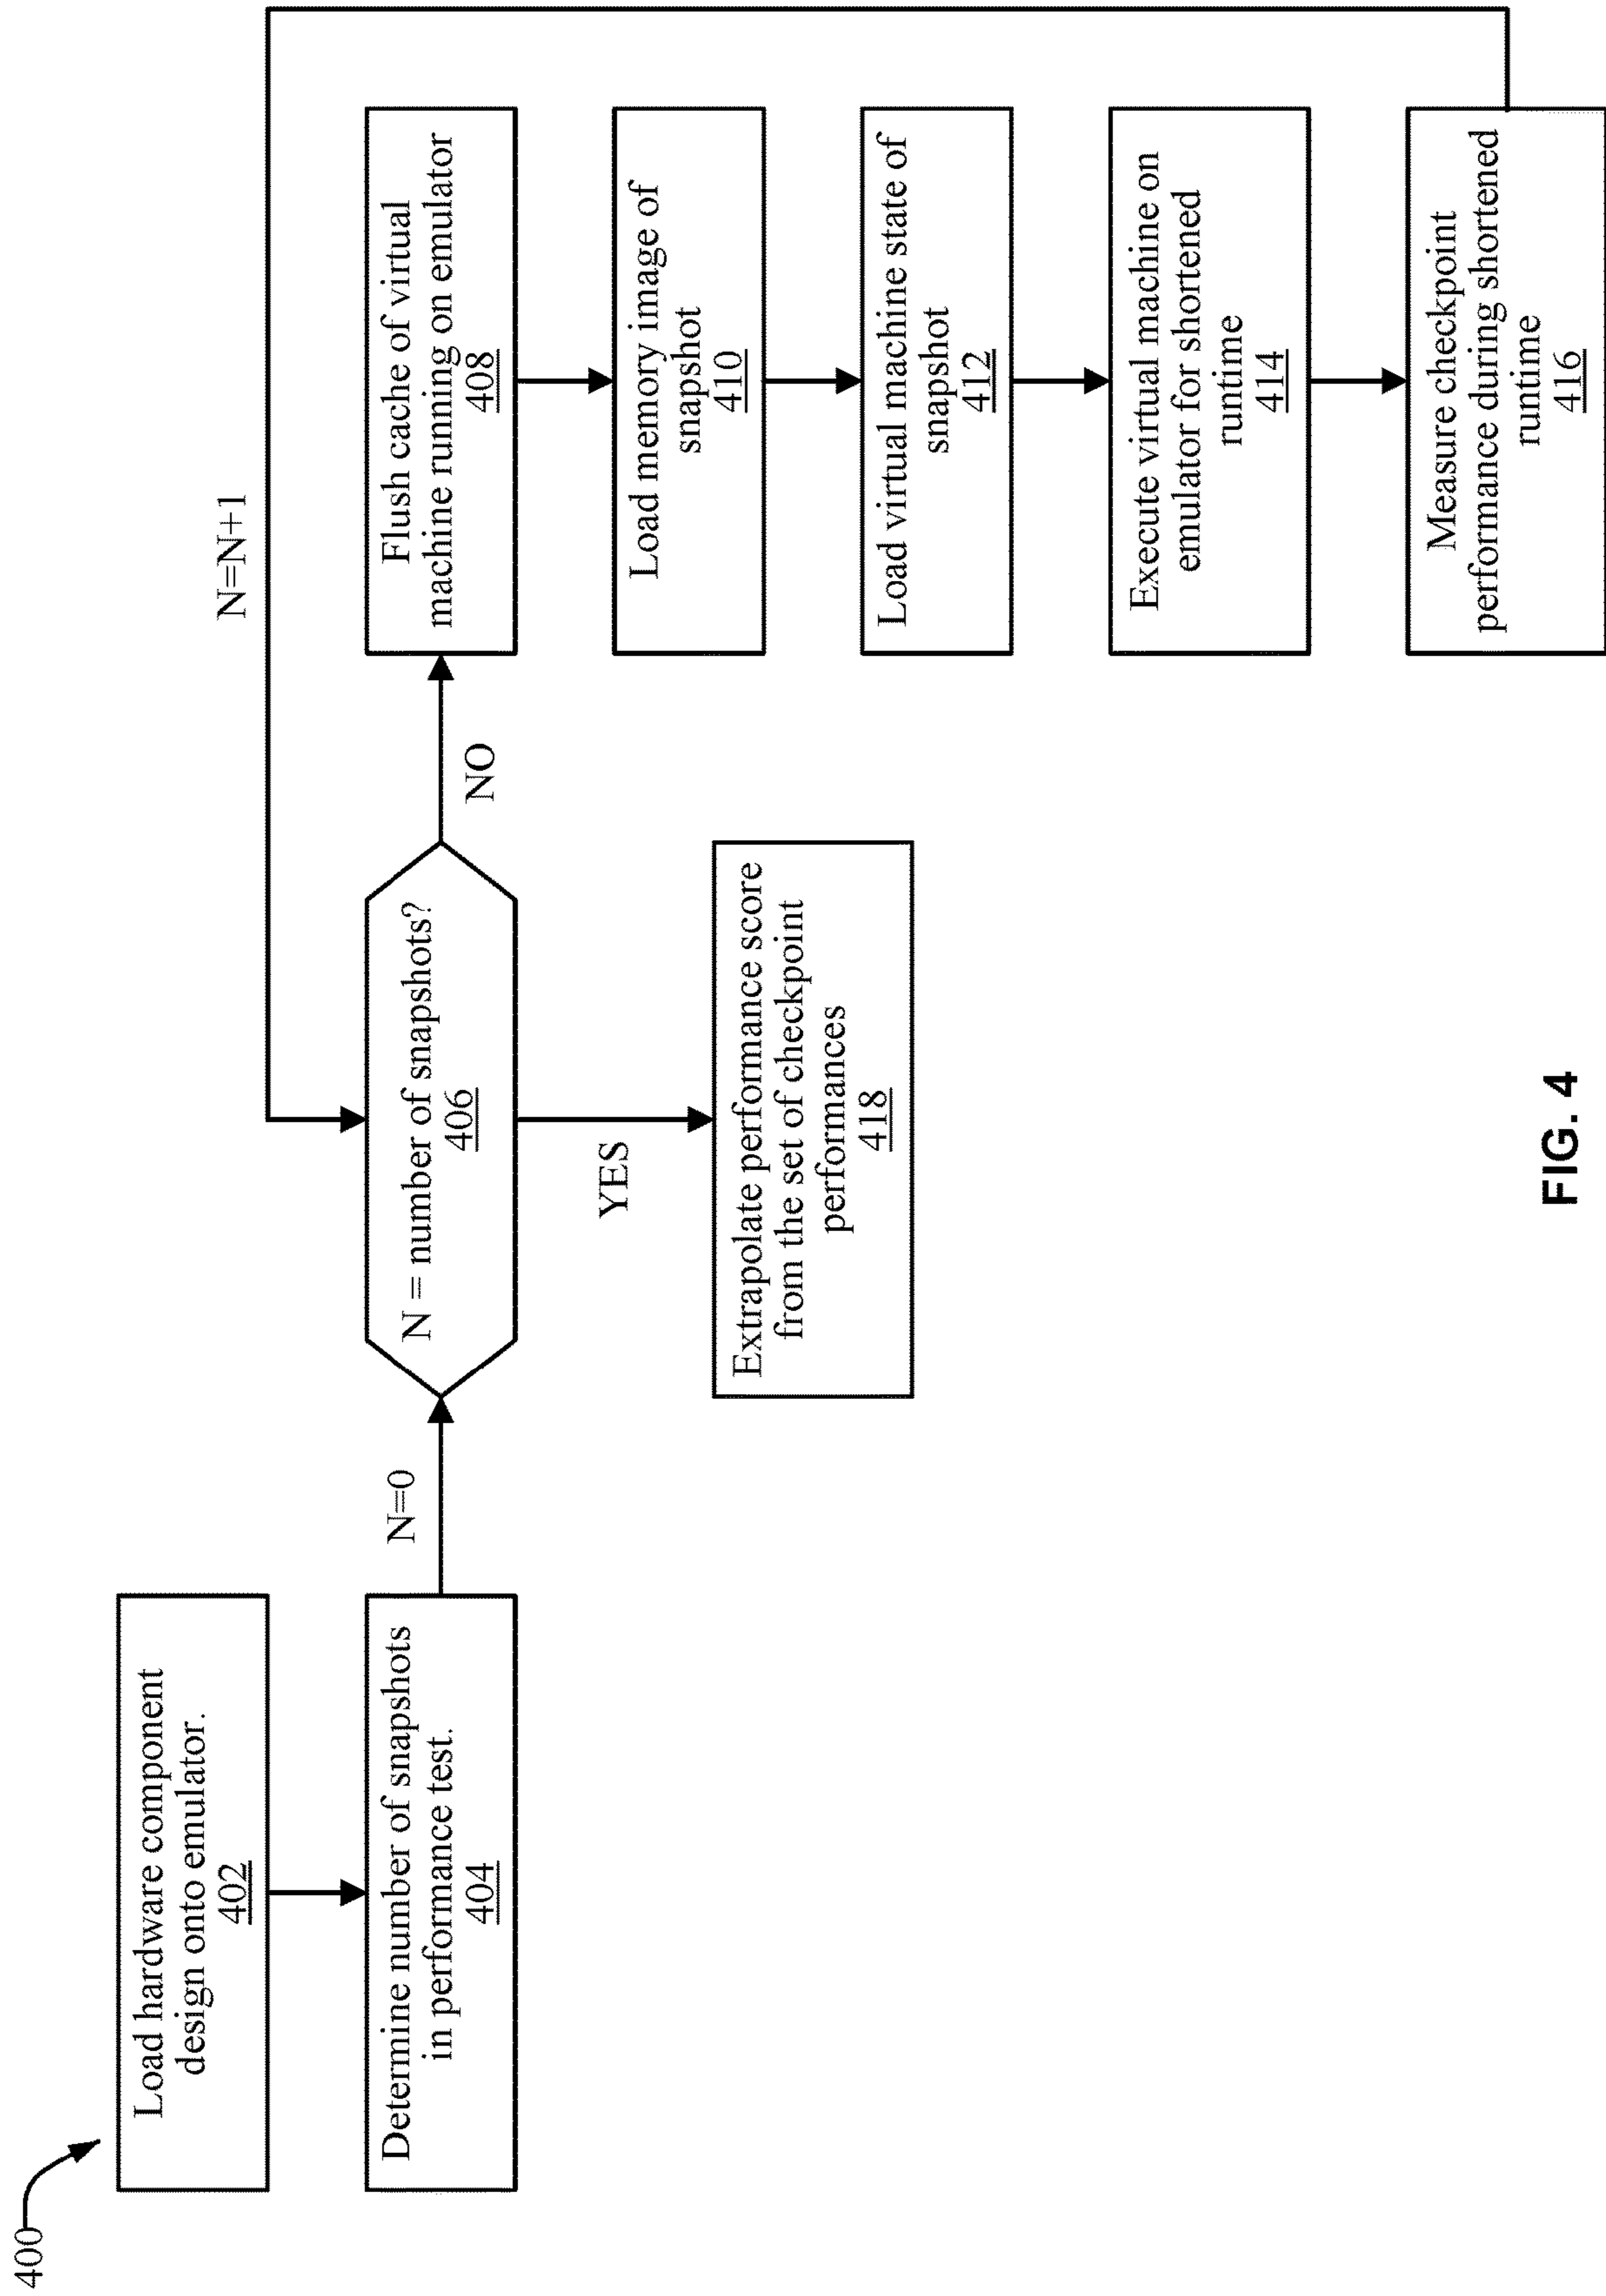 400
Load hardware component
design onto emulator.
402
Determine number of snapshots
in performance test.
404
N=0
N = number of snapshots?
406
N=N+1
NO
YES
Flush cache of virtual
machine running on emulator
408
Load memory image of
snapshot
410
Load virtual machine state of
snapshot
412
Execute virtual machine on
emulator for shortened
runtime
414
Measure checkpoint
performance during shortened
runtime
416
Extrapolate performance score
from the set of checkpoint
performances
418
FIG. 4